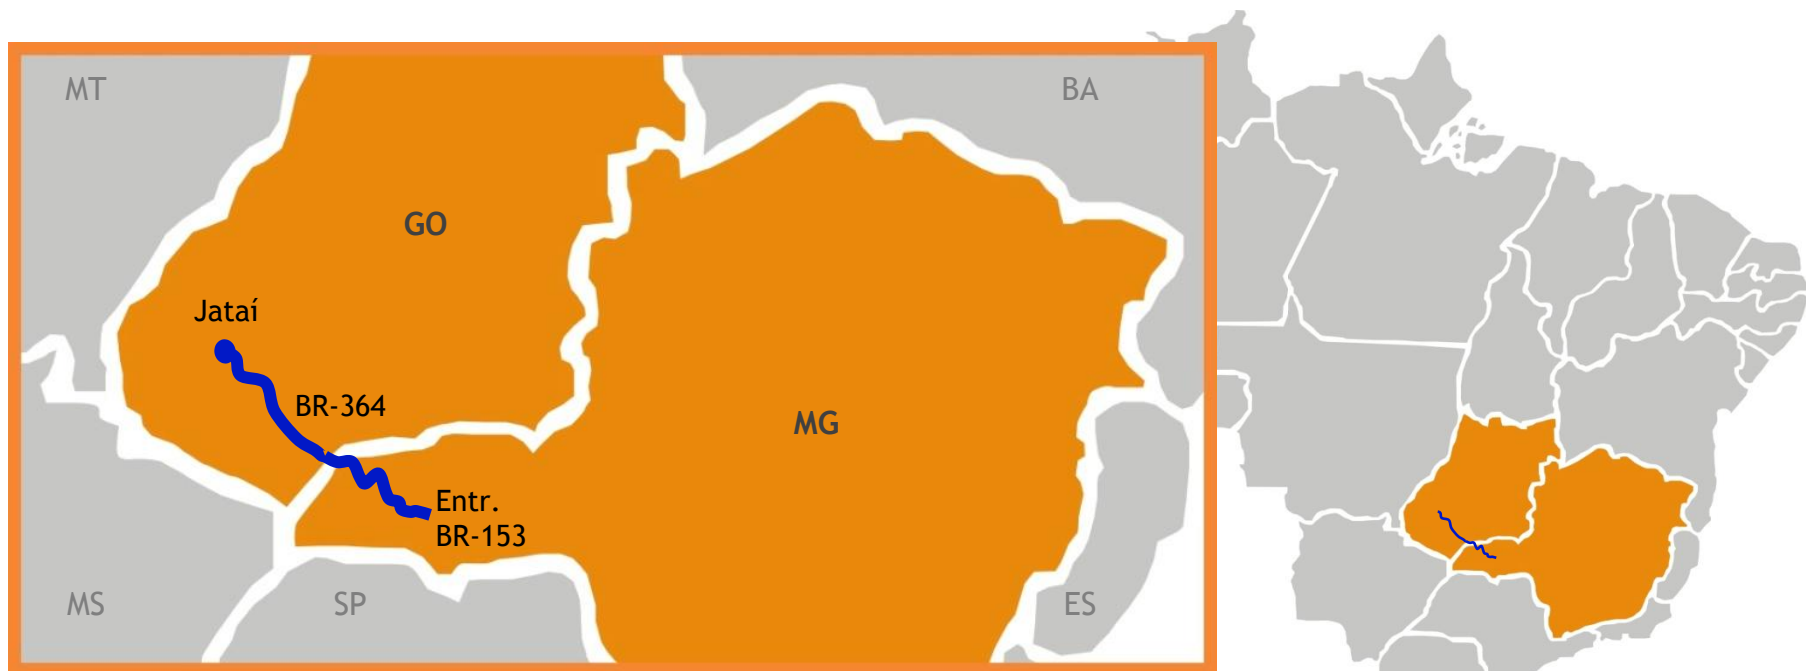 MT
BA
GO
Jataí
BR-364
MG
Entr.
BR-153
MS
SP
ES